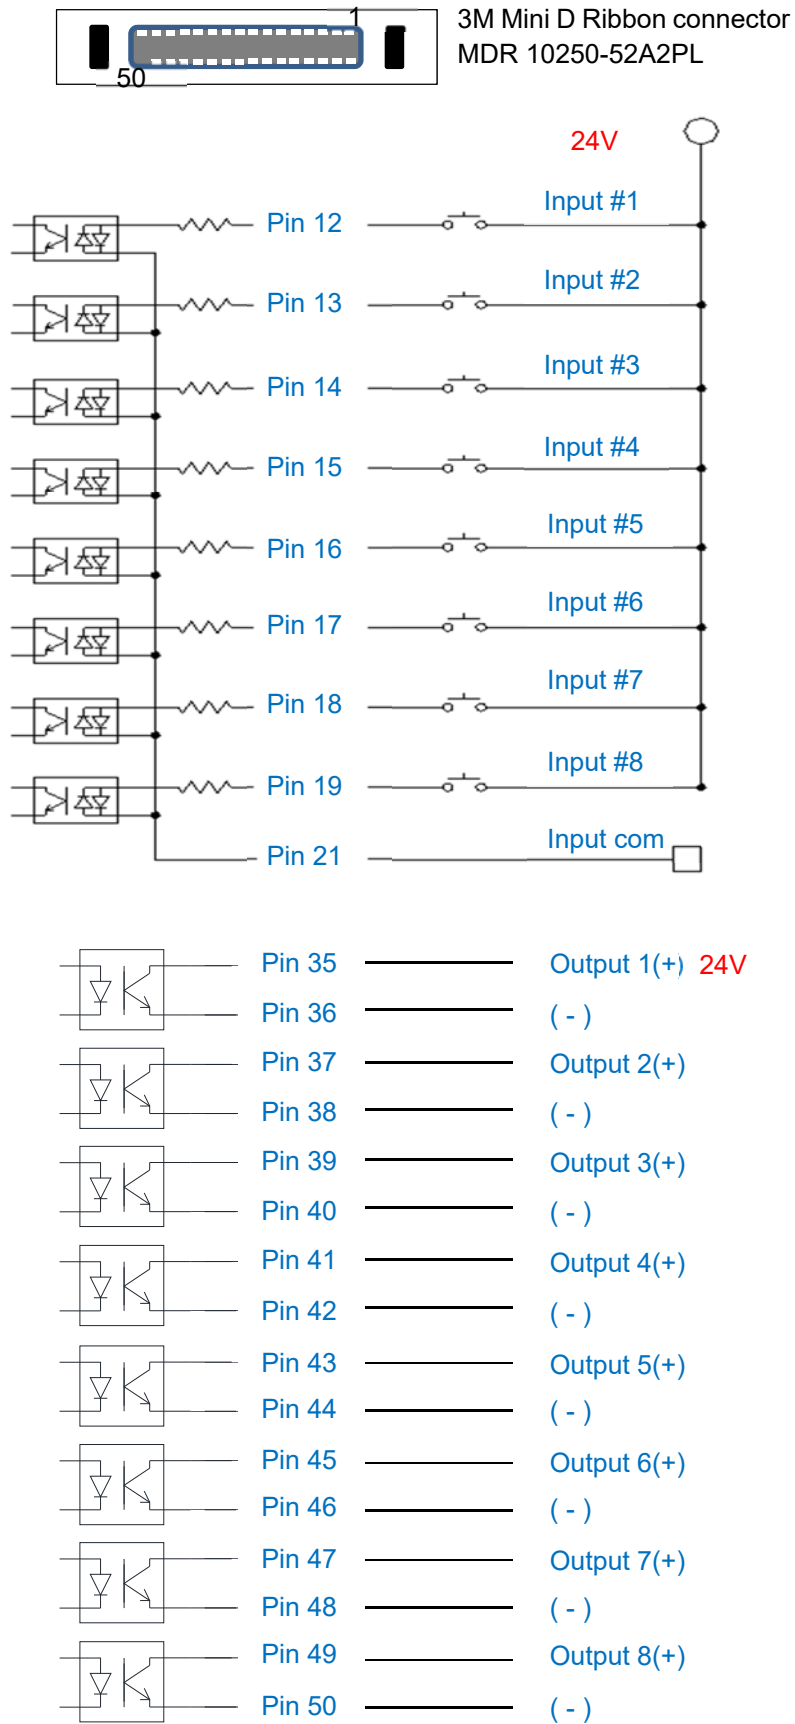 1
3M Mini D Ribbon connector
MDR 10250-52A2PL
50
24V
Pin 12 Input #1
Pin 13 Input #2
Pin 14 Input #3
Pin 15 Input #4
Pin 16 Input #5
Pin 17 Input #6
Pin 18 Input #7
Pin 19 Input #8
Pin 21 Input com
Pin 35 Output 1(+) 24V
Pin 36 ( - )
Pin 37 Output 2(+)
Pin 38 ( - )
Pin 39 Output 3(+)
Pin 40 ( - )
Pin 41 Output 4(+)
Pin 42 ( - )
Pin 43 Output 5(+)
Pin 44 ( - )
Pin 45 Output 6(+)
Pin 46 ( - )
Pin 47 Output 7(+)
Pin 48 ( - )
Pin 49 Output 8(+)
Pin 50 ( - )